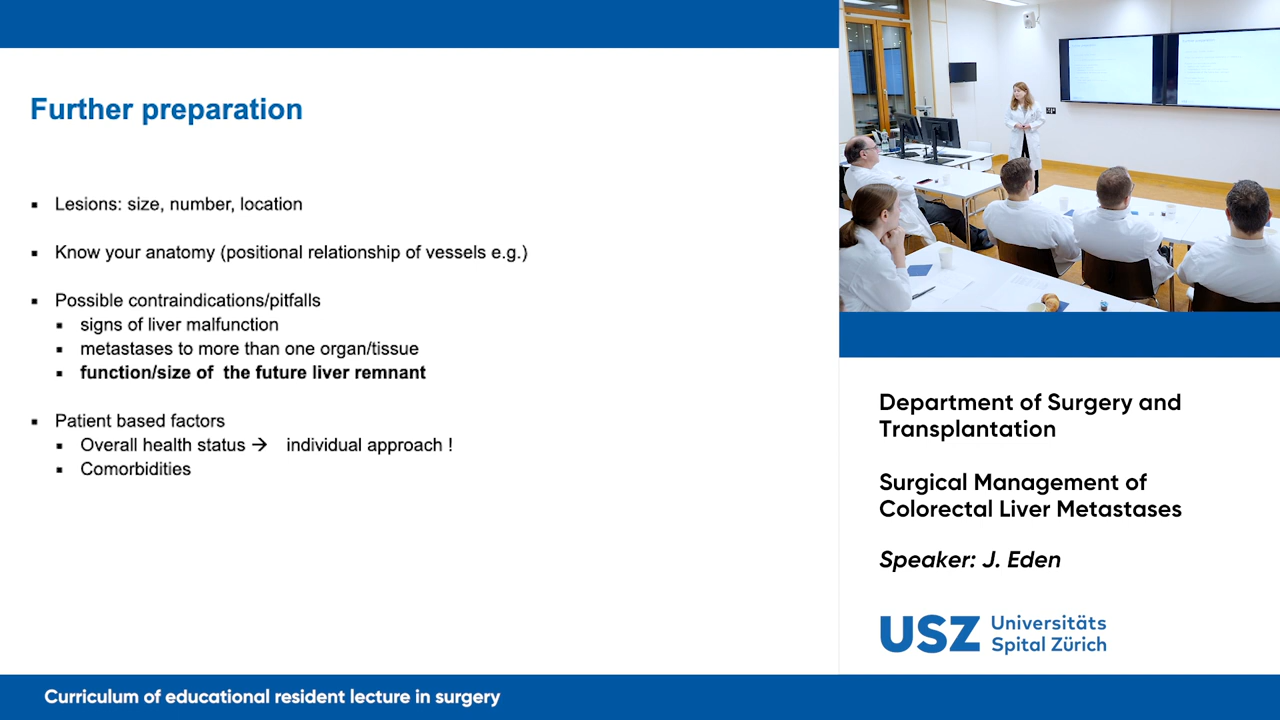 Further preparation
▪ Lesions: size, number, location
▪ Know your anatomy (positional relationship of vessels e.g.)
▪ Possible contraindications/pitfalls
▪ signs of liver malfunction
▪ metastases to more than one organ/tissue
▪ function/size of the future liver remnant
▪ Patient based factors
▪ Overall health status → individual approach !
▪ Comorbidities
Department of Surgery and
Transplantation
Surgical Management of
Colorectal Liver Metastases
Speaker: J. Eden
USZ Universitäts
Spital Zürich
Curriculum of educational resident lecture in surgery